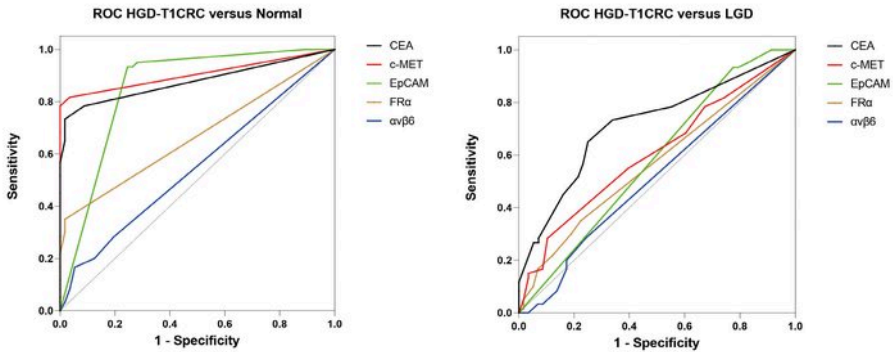 ROC HGD-T1CRC versus Normal
1.0
0.8
0.6
0.4
0.2
0.0
Sensitivity
0.0
0.2
0.4
0.6
0.8
1.0
1 - Specificity
CEA
c-MET
EpCAM
FRα
αvβ6
ROC HGD-T1CRC versus LGD
1.0
0.8
0.6
0.4
0.2
0.0
Sensitivity
0.0
0.2
0.4
0.6
0.8
1.0
1 - Specificity
CEA
c-MET
EpCAM
FRα
αvβ6